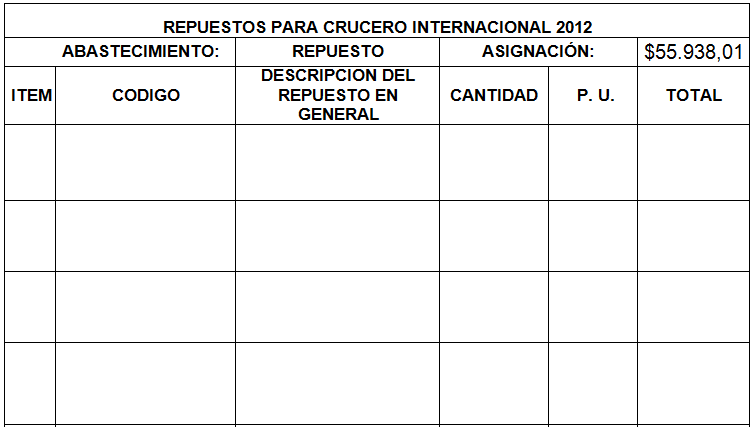 REPUESTOS PARA CRUCERO INTERNACIONAL 2012
ABASTECIMIENTO: REPUESTO ASIGNACIÓN: $55.938,01
ITEM CODIGO DESCRIPCION DEL REPUESTO EN GENERAL CANTIDAD P. U. TOTAL